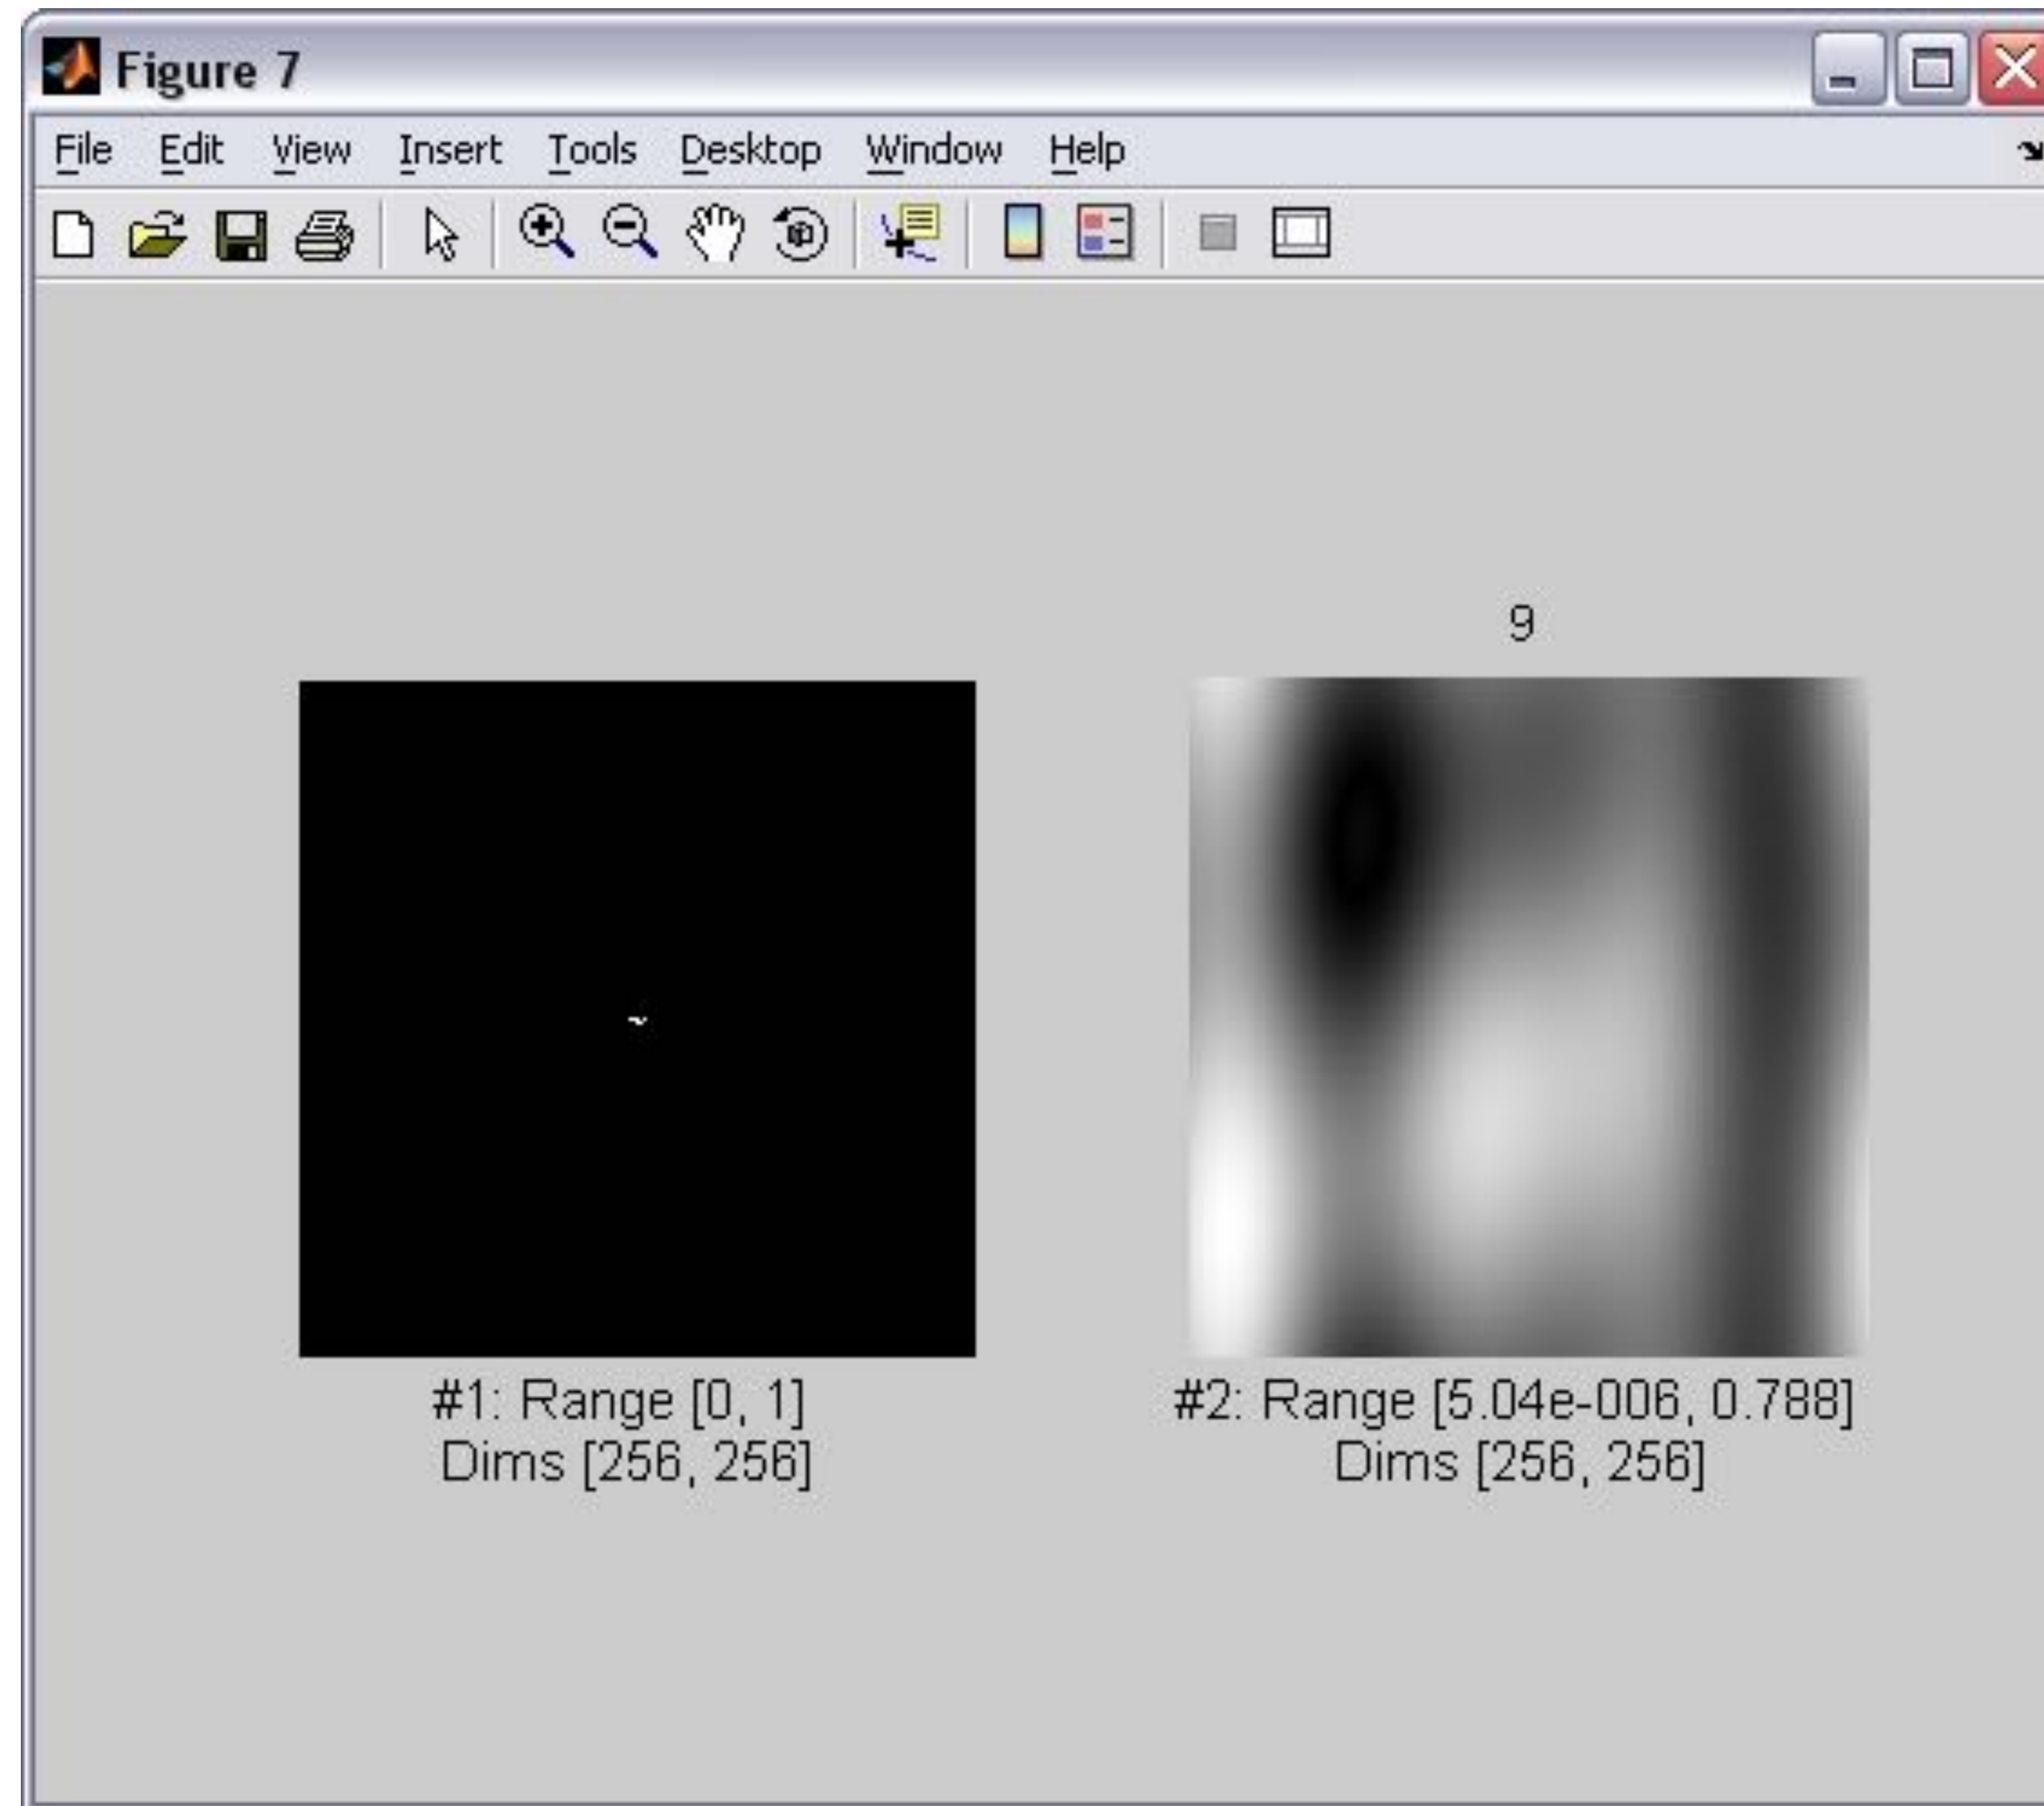 Figure 7
File Edit View Insert Tools Desktop Window Help
9
#1: Range [0, 1]
Dims [256, 256]
#2: Range [5.04e-006, 0.788]
Dims [256, 256]